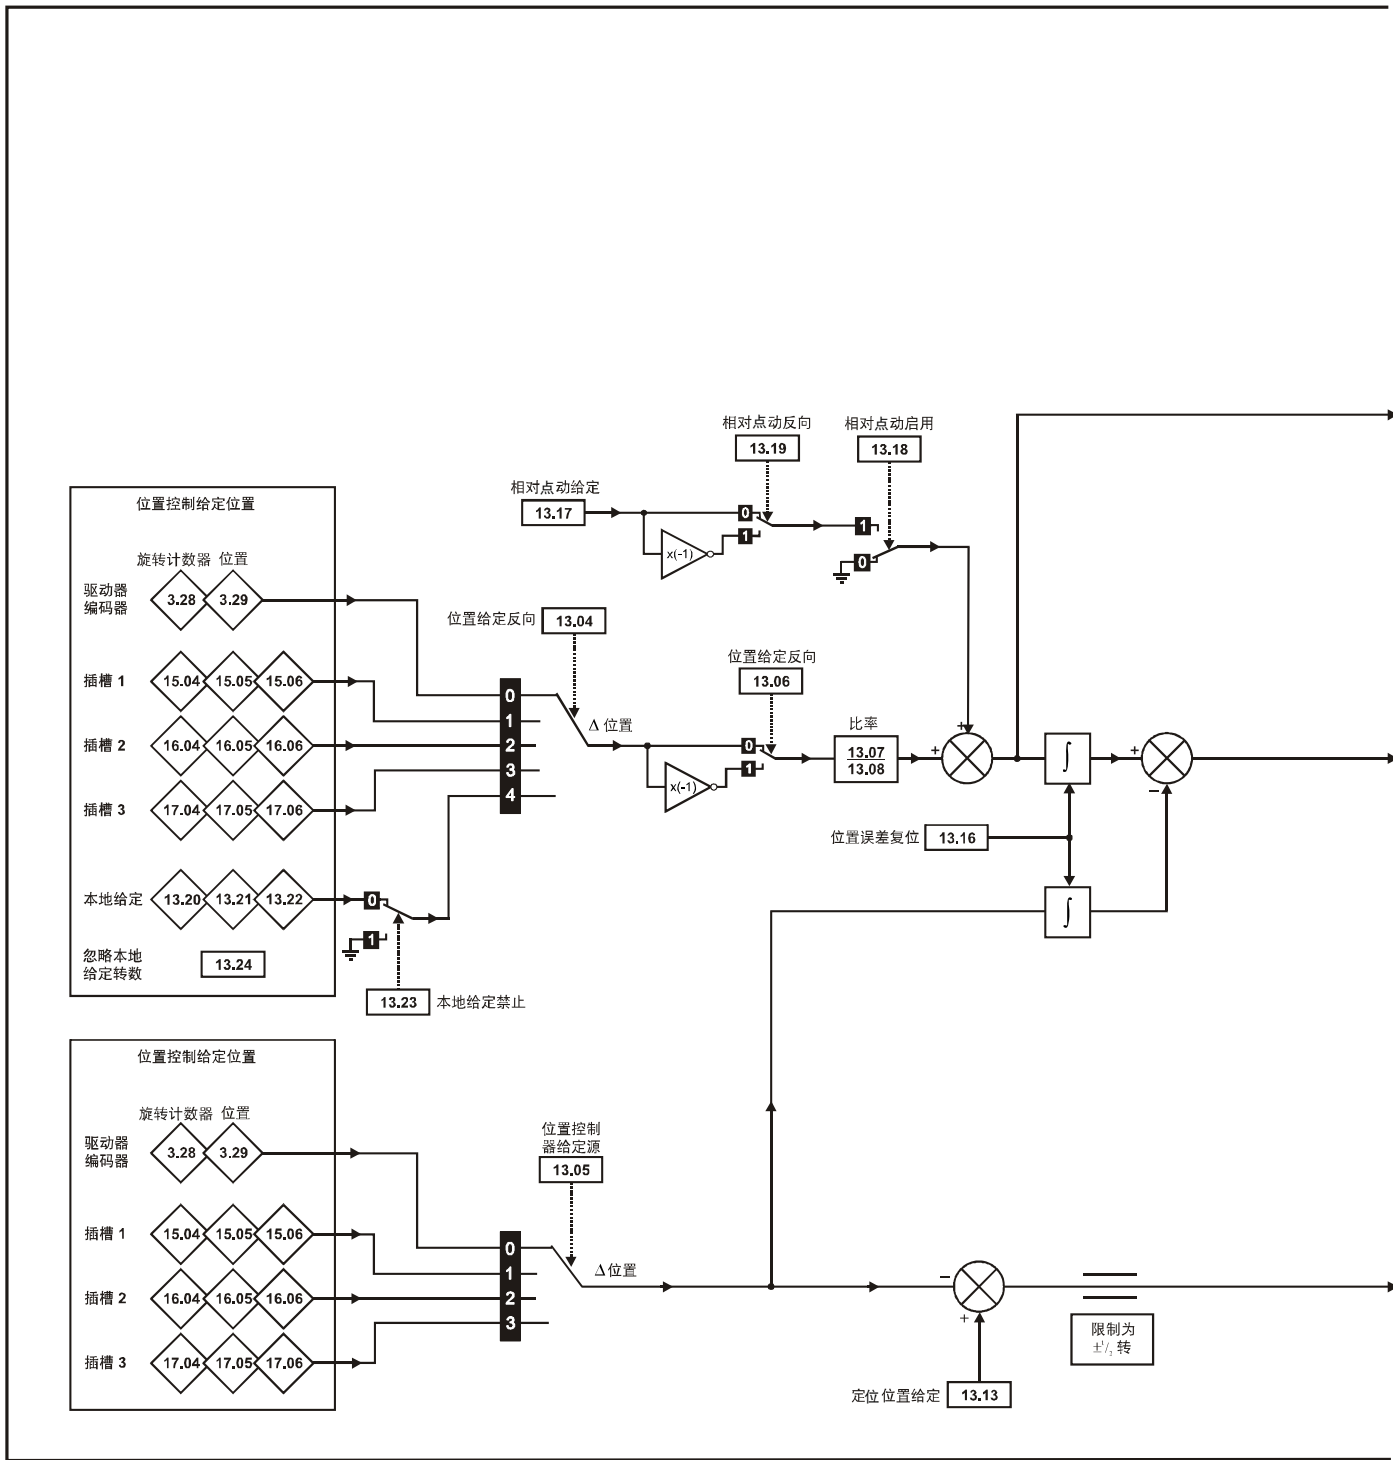 相对点动反向
13.19
相对点动启用
13.18
相对点动给定
13.17
0
1
x(-1)
1
0
位置控制给定位置
旋转计数器 位置
驱动器
编码器
3.28 3.29
插槽 1
15.04 15.05 15.06
插槽 2
16.04 16.05 16.06
插槽 3
17.04 17.05 17.06
本地给定
13.20 13.21 13.22
忽略本地
给定转数
13.24
0
1
13.23 本地给定禁止
位置给定反向
13.04
0
1
2
3
4
Δ 位置
位置给定反向
13.06
0
1
x(-1)
比率
13.07
13.08
+
+
∫
+
−
位置误差复位
13.16
∫
位置控制给定位置
旋转计数器 位置
驱动器
编码器
3.28 3.29
插槽 1
15.04 15.05 15.06
插槽 2
16.04 16.05 16.06
插槽 3
17.04 17.05 17.06
位置控制
器给定源
13.05
0
1
2
3
Δ 位置
−
+
限制为
±1/2 转
定位位置给定
13.13